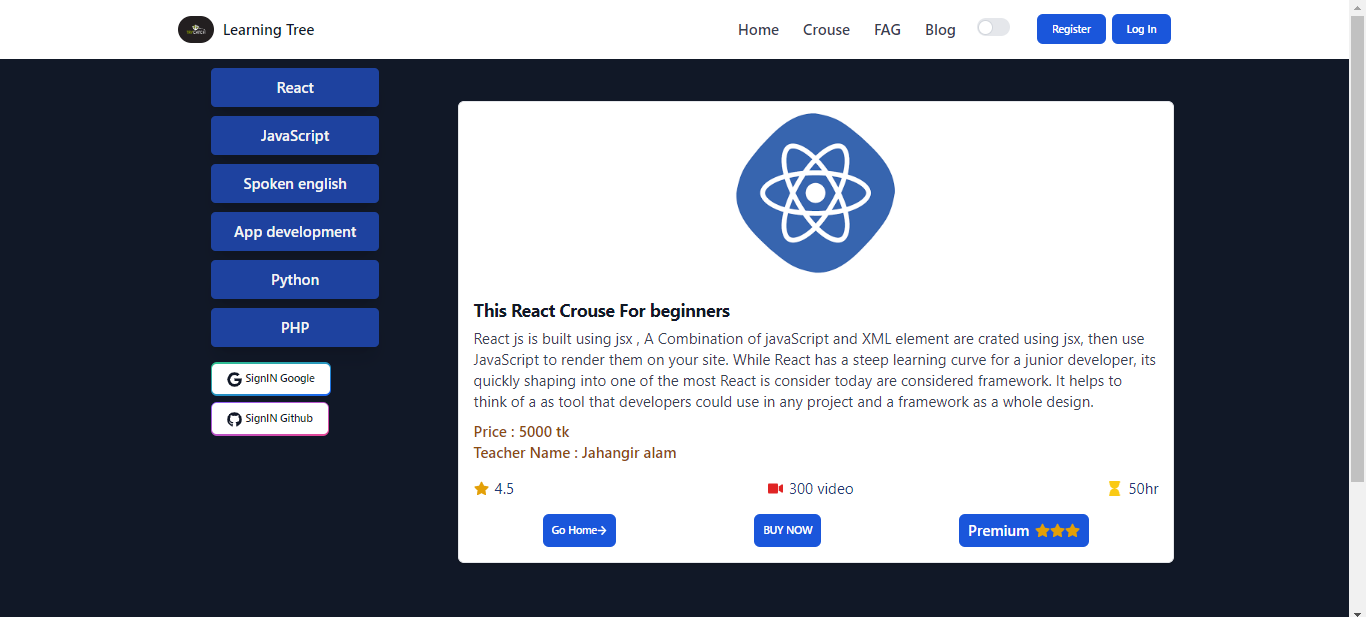 Learning Tree
Home
Crouse
FAG
Blog
Register
Log In
React
JavaScript
Spoken english
App development
Python
PHP
SignIN Google
SignIN Github
This React Crouse For beginners
React js is built using jsx , A Combination of javaScript and XML element are crated using jsx, then use
JavaScript to render them on your site. While React has a steep learning curve for a junior developer, its
quickly shaping into one of the most React is consider today are considered framework. It helps to
think of a as tool that developers could use in any project and a framework as a whole design.
Price : 5000 tk
Teacher Name : Jahangir alam
4.5
300 video
50hr
Go Home
BUY NOW
Premium